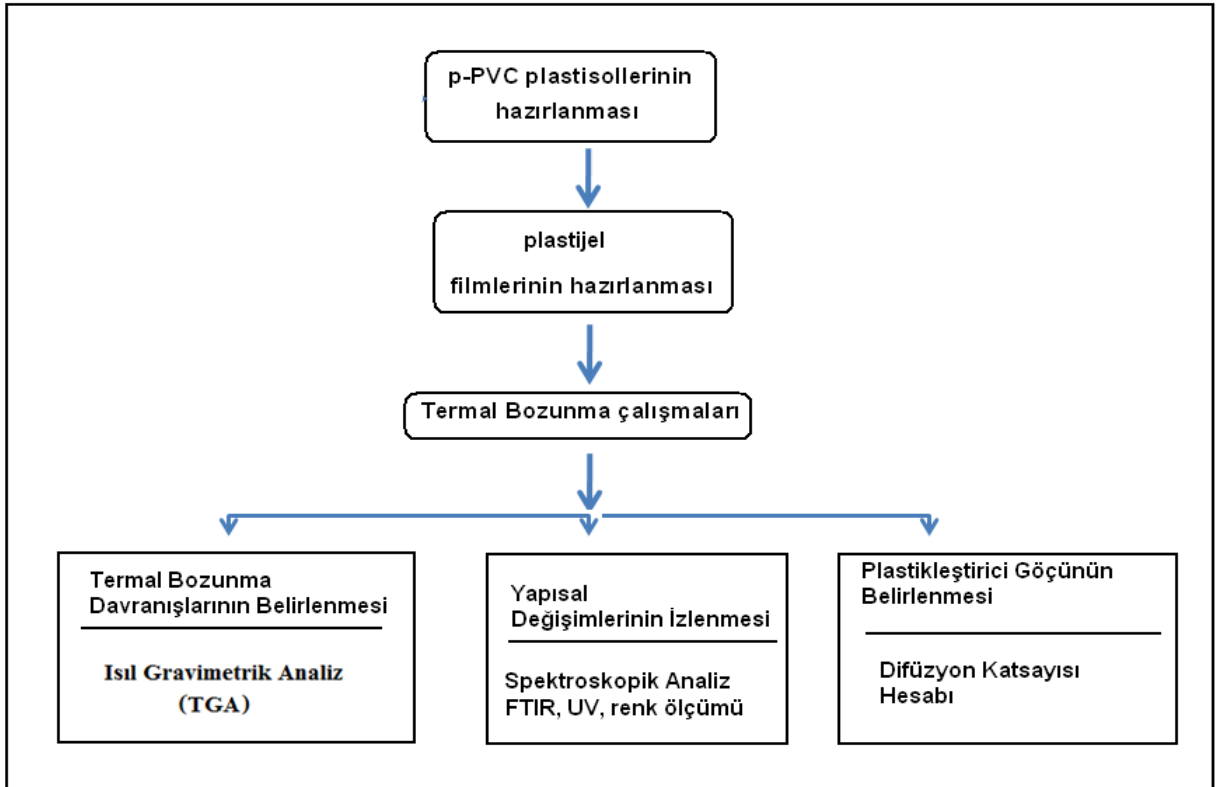 p-PVC plastisollerinin
hazırlanması
plastijel
filmlerinin hazırlanması
Termal Bozunma çalışmaları
Termal Bozunma
Davranışlarının Belirlenmesi
Isıl Gravimetrik Analiz
(TGA)
Yapısal
Değişimlerinin İzlenmesi
Spektroskopik Analiz
FTIR, UV, renk ölçümü
Plastikleştirici Göçünün
Belirlenmesi
Difüzyon Katsayısı
Hesabı